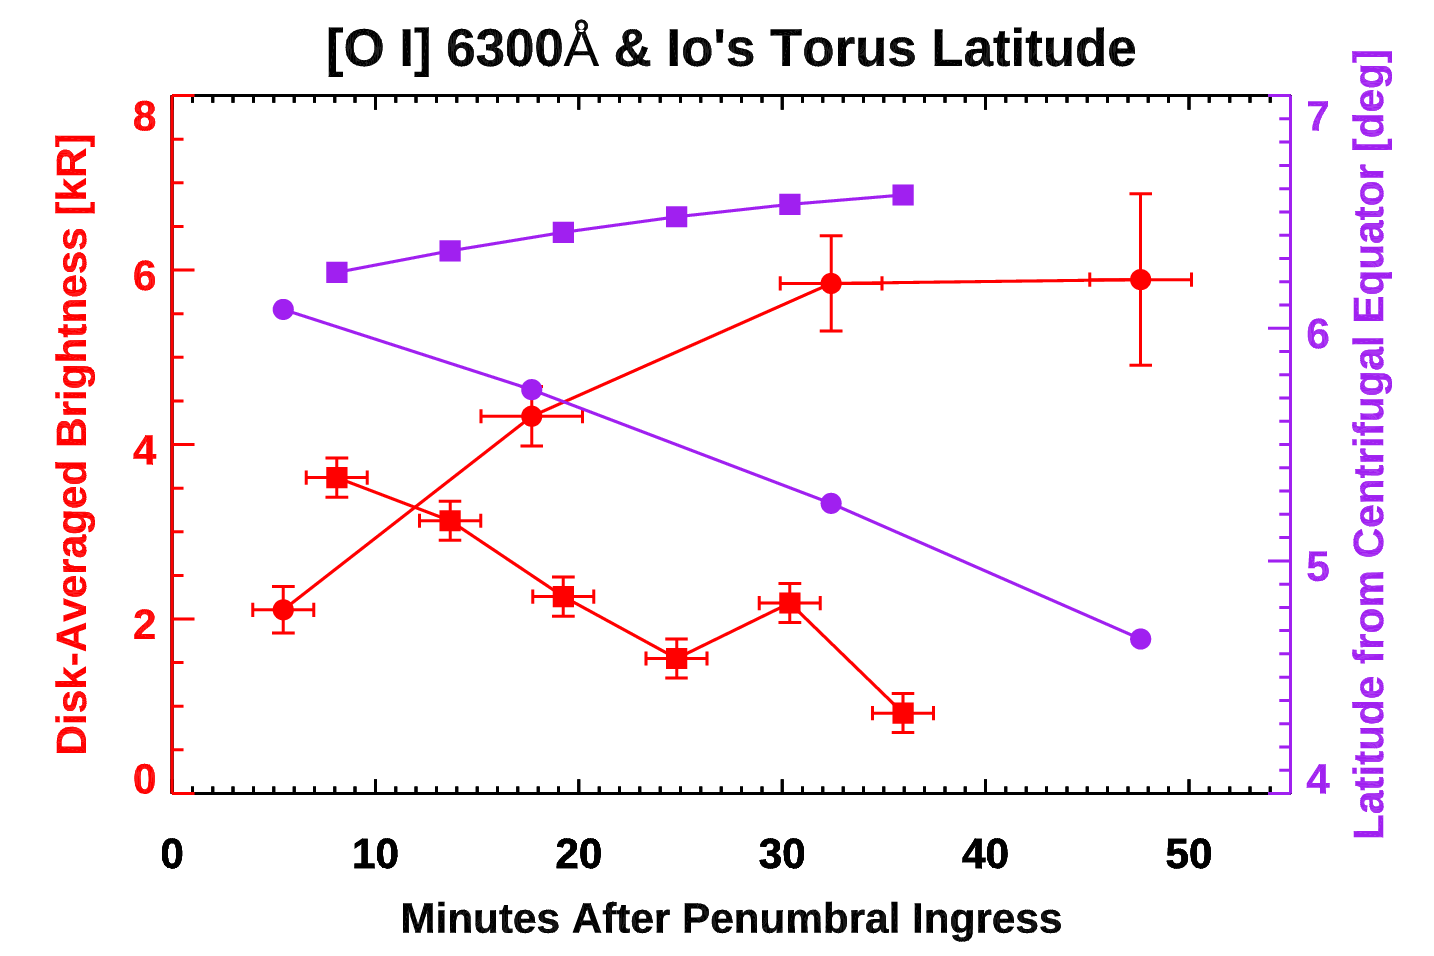 [O I] 6300Å & Io's Torus Latitude
Disk-Averaged Brightness [kR]
8
6
4
2
0
7
6
5
4
Latitude from Centrifugal Equator [deg]
0 10 20 30 40 50
Minutes After Penumbral Ingress